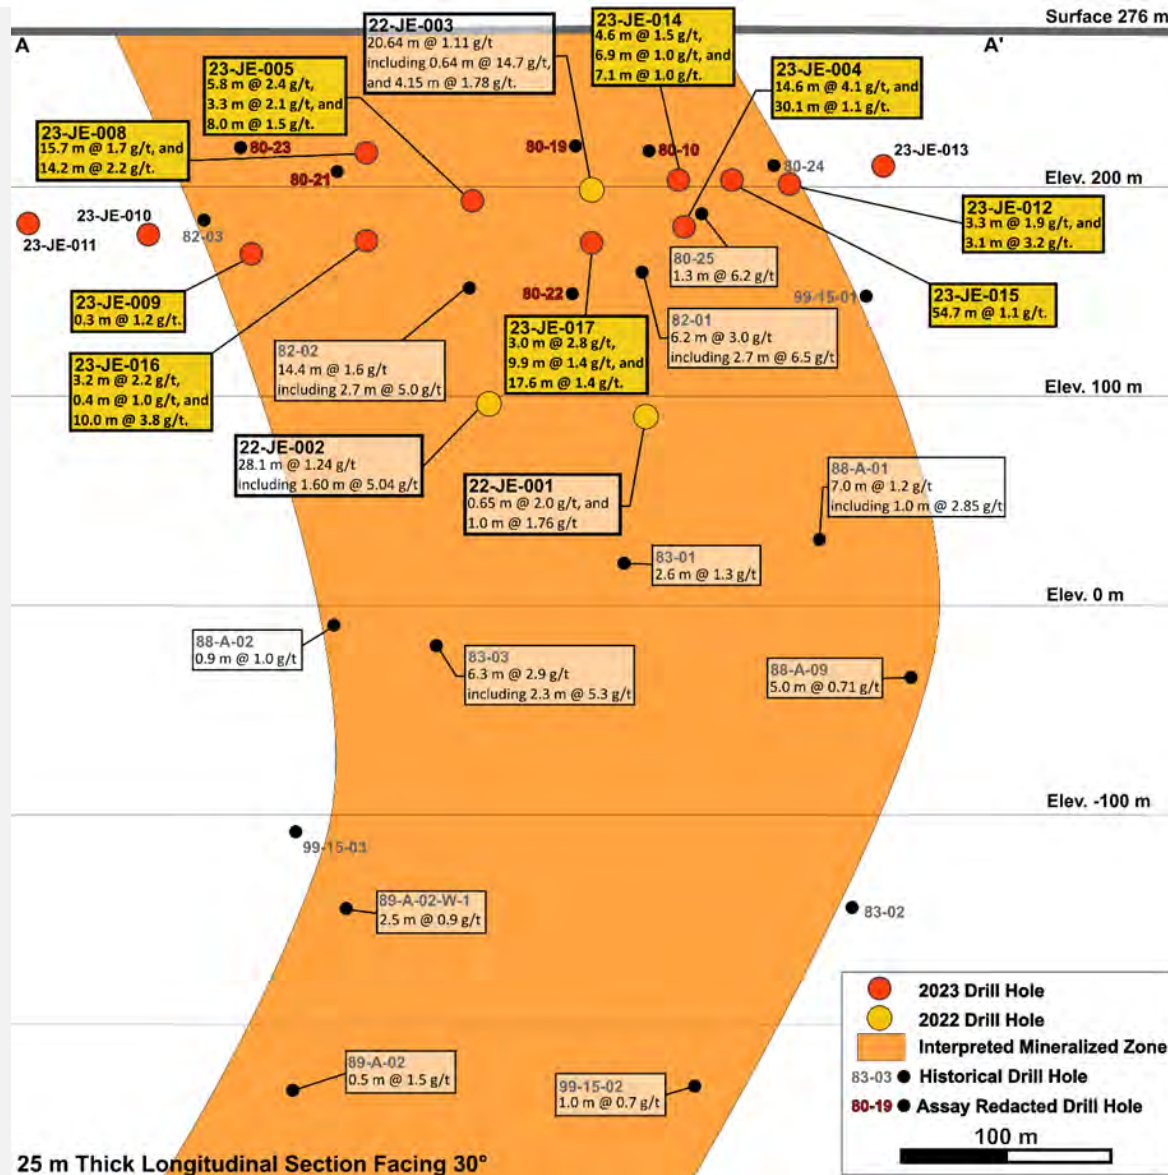 Surface 276 m
A
A'
22-JE-003
20.64 m @ 1.11 g/t
including 0.64 m @ 14.7 g/t,
and 4.15 m @ 1.78 g/t.
23-JE-014
4.6 m @ 1.5 g/t,
6.9 m @ 1.0 g/t, and
7.1 m @ 1.0 g/t.
23-JE-005
5.8 m @ 2.4 g/t,
3.3 m @ 2.1 g/t, and
8.0 m @ 1.5 g/t.
23-JE-004
14.6 m @ 4.1 g/t, and
30.1 m @ 1.1 g/t.
23-JE-008
15.7 m @ 1.7 g/t, and
14.2 m @ 2.2 g/t.
80-23
80-19
80-10
80-24
23-JE-013
80-21
Elev. 200 m
23-JE-010
23-JE-011
82-03
23-JE-012
3.3 m @ 1.9 g/t, and
3.1 m @ 3.2 g/t.
80-25
1.3 m @ 6.2 g/t
23-JE-009
0.3 m @ 1.2 g/t.
80-22
99-15-01
23-JE-015
54.7 m @ 1.1 g/t.
82-01
6.2 m @ 3.0 g/t
including 2.7 m @ 6.5 g/t
23-JE-017
3.0 m @ 2.8 g/t,
9.9 m @ 1.4 g/t, and
17.6 m @ 1.4 g/t.
82-02
14.4 m @ 1.6 g/t
including 2.7 m @ 5.0 g/t
23-JE-016
3.2 m @ 2.2 g/t,
0.4 m @ 1.0 g/t, and
10.0 m @ 3.8 g/t.
Elev. 100 m
22-JE-002
28.1 m @ 1.24 g/t
including 1.60 m @ 5.04 g/t
22-JE-001
0.65 m @ 2.0 g/t, and
1.0 m @ 1.76 g/t
88-A-01
7.0 m @ 1.2 g/t
including 1.0 m @ 2.85 g/t
83-01
2.6 m @ 1.3 g/t
Elev. 0 m
88-A-02
0.9 m @ 1.0 g/t
83-03
6.3 m @ 2.9 g/t
including 2.3 m @ 5.3 g/t
88-A-09
5.0 m @ 0.71 g/t
Elev. -100 m
99-15-03
89-A-02-W-1
2.5 m @ 0.9 g/t
83-02
89-A-02
0.5 m @ 1.5 g/t
99-15-02
1.0 m @ 0.7 g/t
2023 Drill Hole
2022 Drill Hole
Interpreted Mineralized Zone
83-03 Historical Drill Hole
80-19 Assay Redacted Drill Hole
100 m
25 m Thick Longitudinal Section Facing 30°